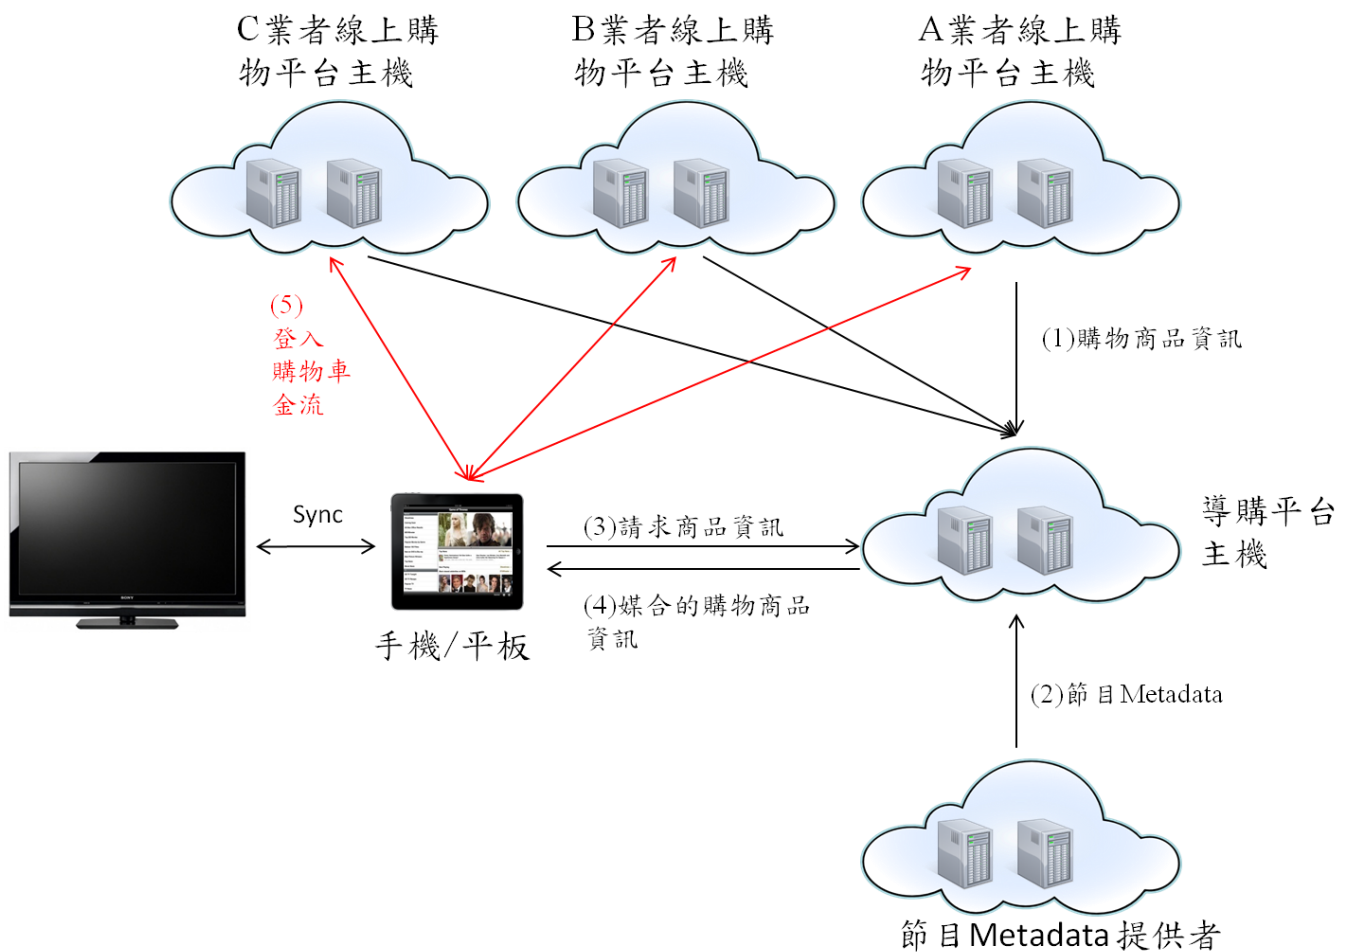 C業者線上購
物平台主機
B業者線上購
物平台主機
A業者線上購
物平台主機
(5)
登入
購物車
金流
(1)購物商品資訊
Sync
SONY
手機/平板
(3)請求商品資訊
(4)媒合的購物商品
資訊
導購平台
主機
(2)節目Metadata
節目Metadata提供者